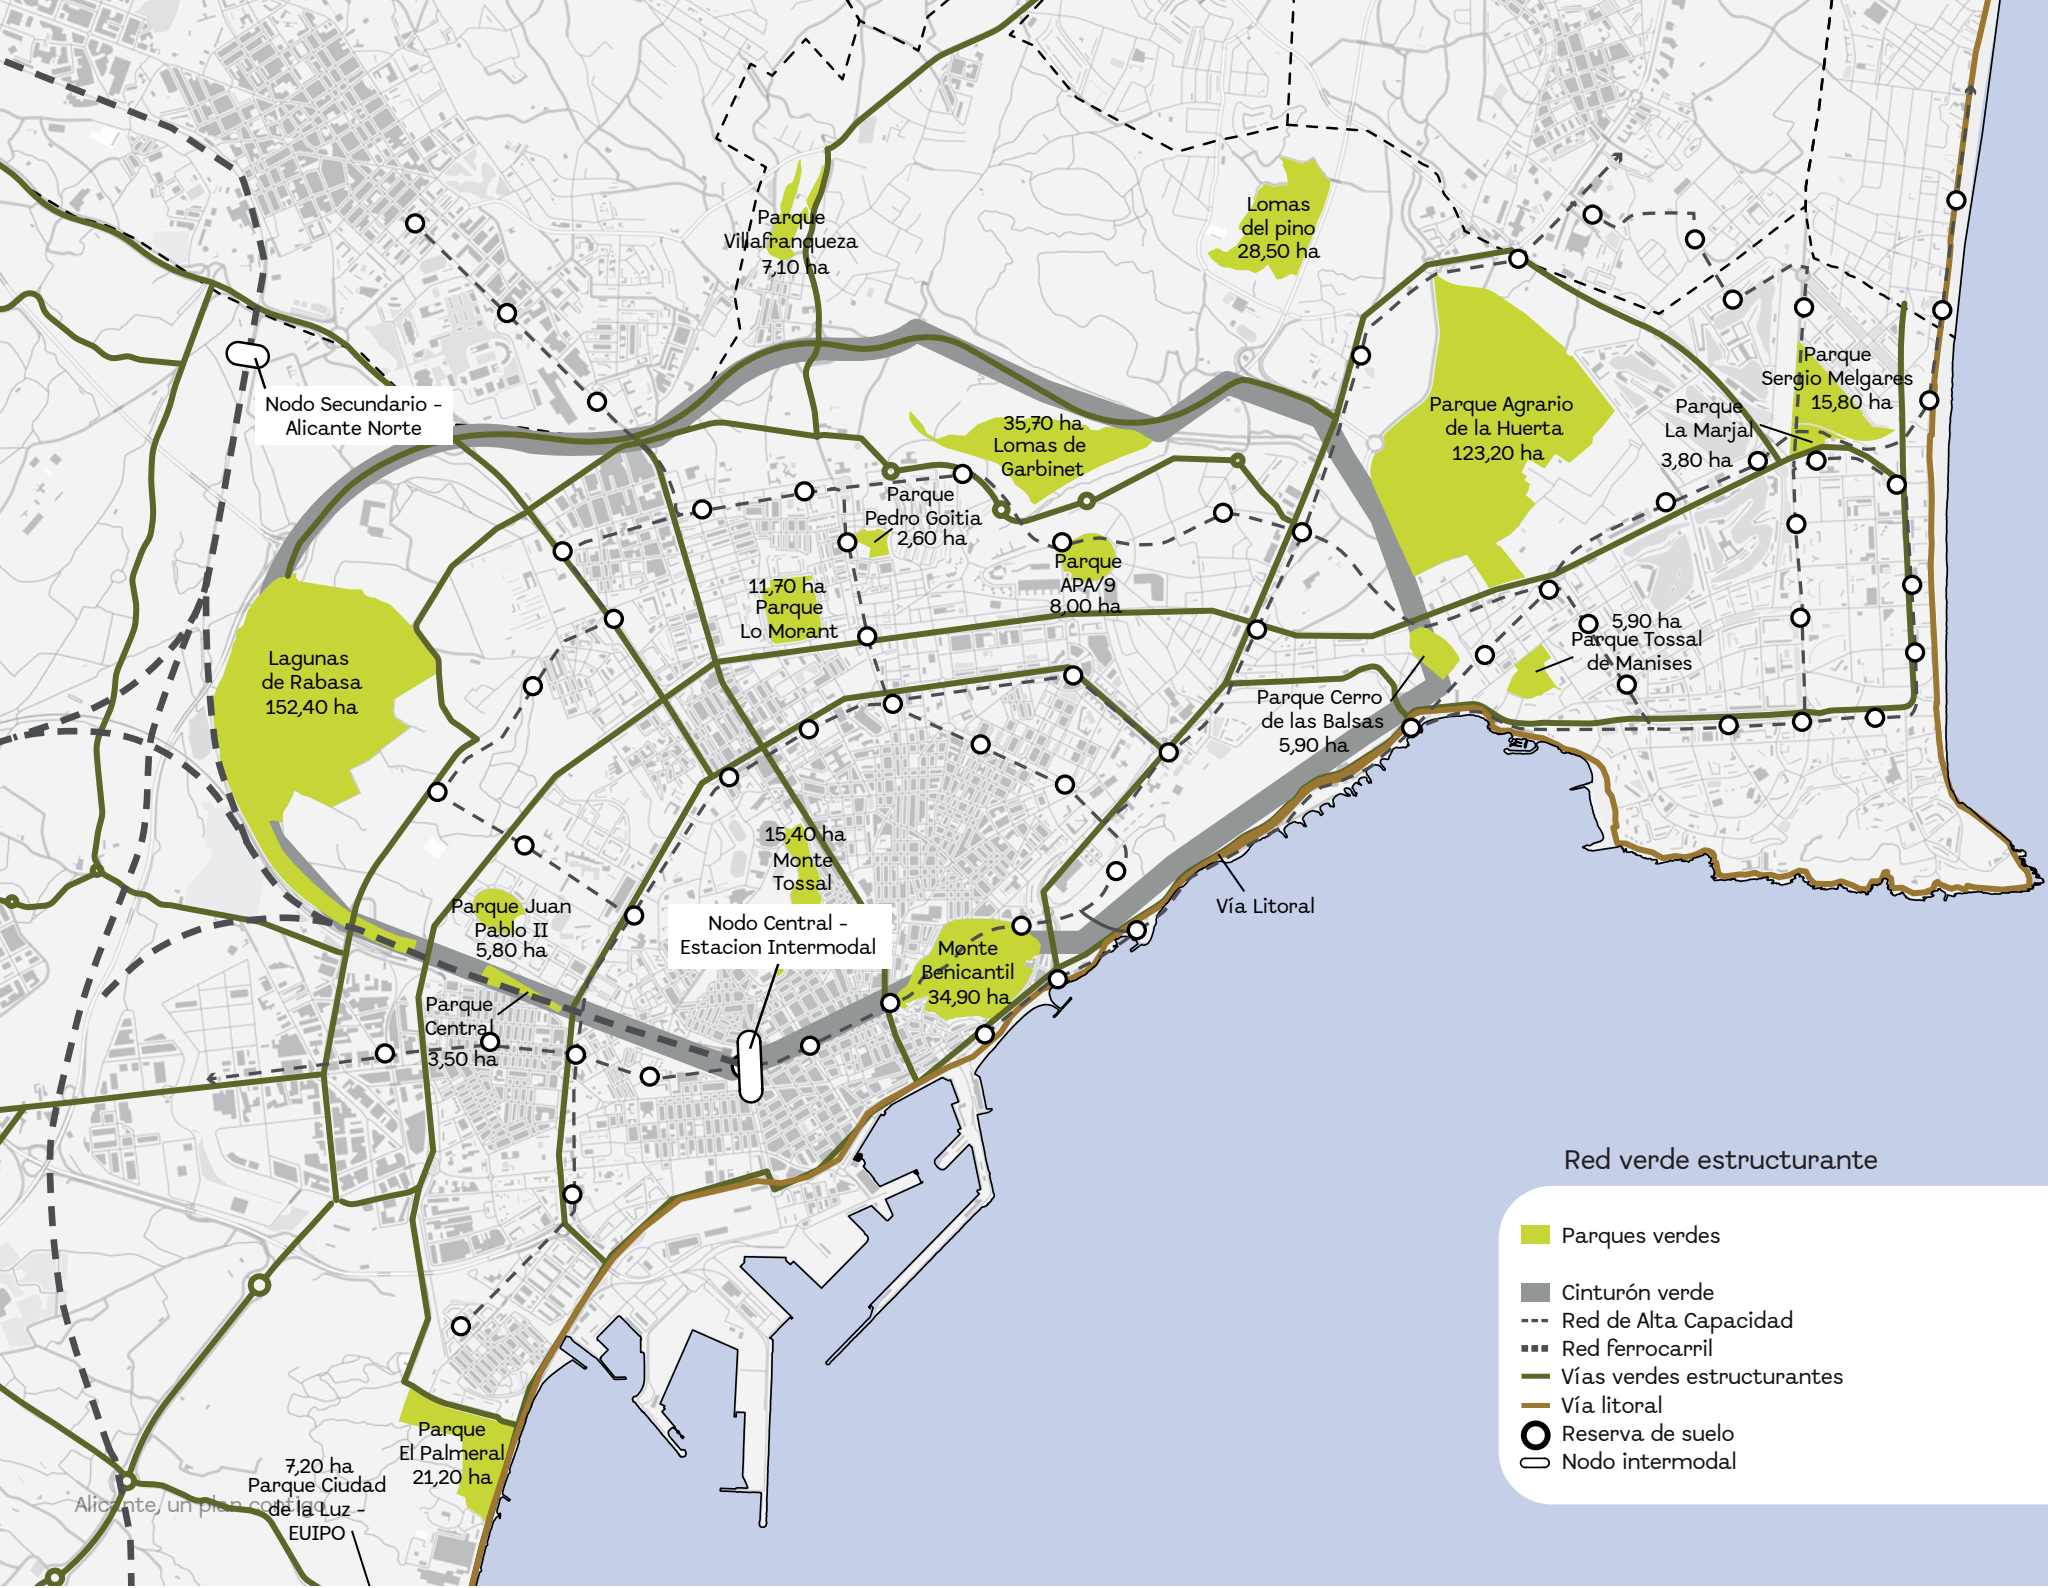 Parque
Villafranqueza
7,10 ha
Lomas
del pino
28,50 ha
Nodo Secundario -
Alicante Norte
35,70 ha
Lomas de
Garbinet
Parque Agrario
de la Huerta
123,20 ha
Parque
Sergio Melgares
15,80 ha
Parque
La Marjal
3,80 ha
Parque
Pedro Goitia
2,60 ha
Parque
APA/9
8,00 ha
11,70 ha
Parque
Lo Morant
5,90 ha
Parque Tossal
de Manises
Lagunas
de Rabasa
152,40 ha
Parque Cerro
de las Balsas
5,90 ha
15,40 ha
Monte
Tossal
Parque Juan
Pablo II
5,80 ha
Nodo Central -
Estacion Intermodal
Vía Litoral
Monte
Benicantil
34,90 ha
Parque
Central
3,50 ha
Parque
El Palmeral
21,20 ha
7,20 ha
Parque Ciudad
de la Luz -
EUIPO
Alicante, un plan contigo
Red verde estructurante
Parques verdes
Cinturón verde
Red de Alta Capacidad
Red ferrocarril
Vías verdes estructurantes
Vía litoral
Reserva de suelo
Nodo intermodal